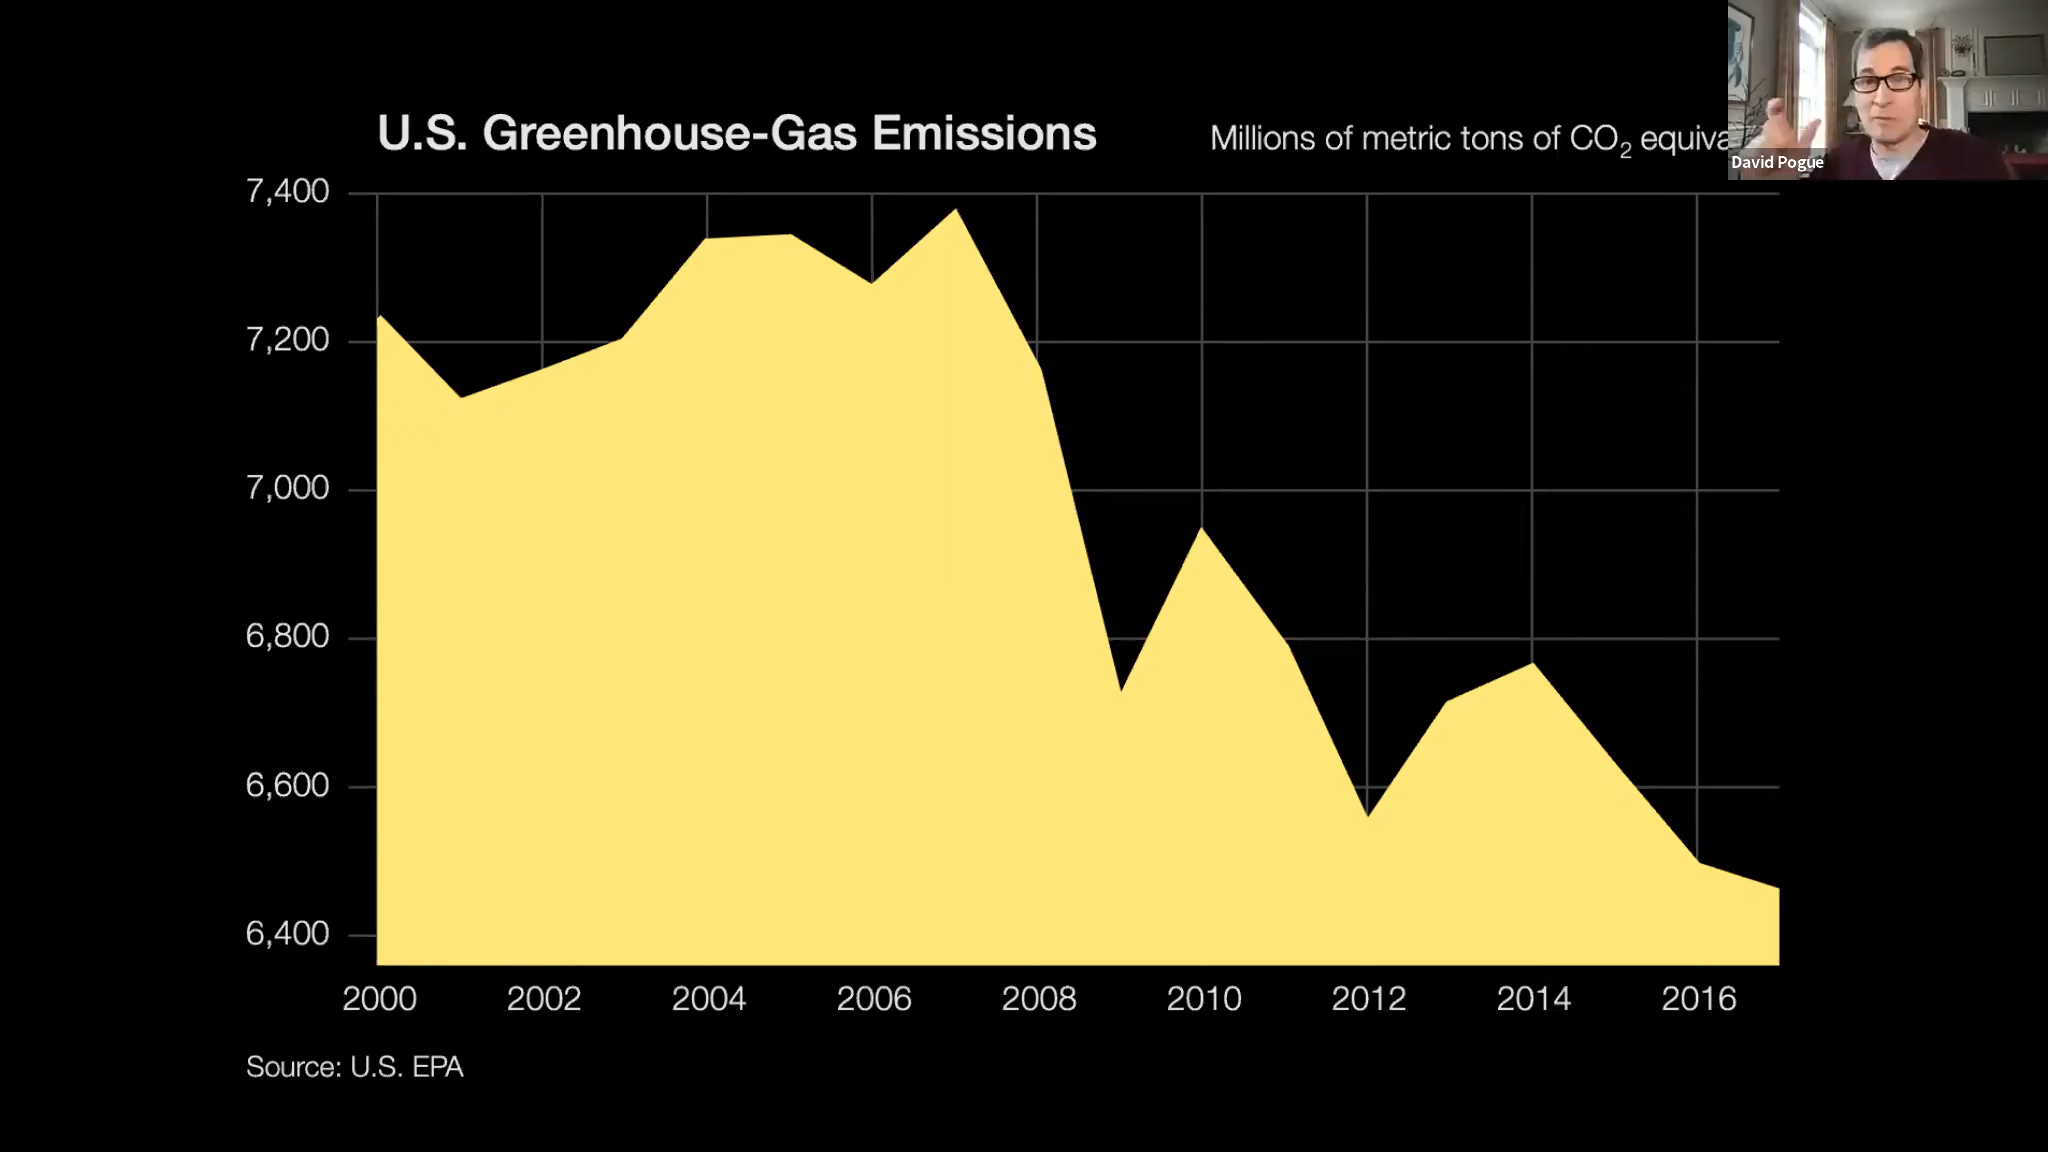 U.S. Greenhouse-Gas Emissions
Millions of metric tons of CO₂ equiva
David Pogue
7,400
7,200
7,000
6,800
6,600
6,400
2000 2002 2004 2006 2008 2010 2012 2014 2016
Source: U.S. EPA